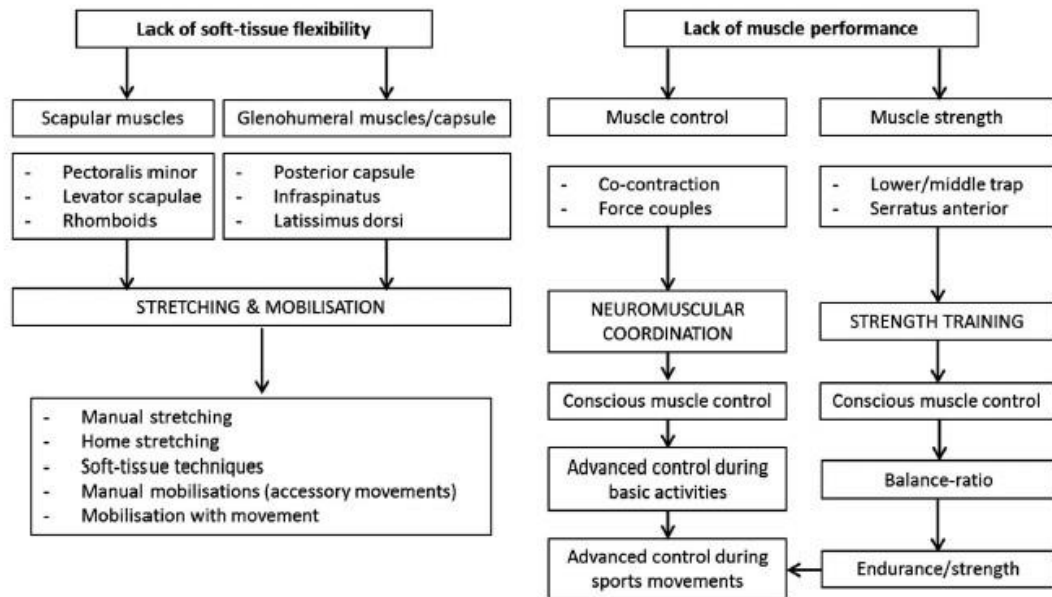 Lack of soft-tissue flexibility
Scapular muscles
Glenohumeral muscles/capsule
- Pectoralis minor
- Levator scapulae
- Rhomboids
- Posterior capsule
- Infraspinatus
- Latissimus dorsi
STRETCHING & MOBILISATION
- Manual stretching
- Home stretching
- Soft-tissue techniques
- Manual mobilisations (accessory movements)
- Mobilisation with movement
Lack of muscle performance
Muscle control
Muscle strength
- Co-contraction
- Force couples
- Lower/middle trap
- Serratus anterior
NEUROMUSCULAR
COORDINATION
STRENGTH TRAINING
Conscious muscle control
Conscious muscle control
Advanced control during
basic activities
Balance-ratio
Advanced control during
sports movements
Endurance/strength